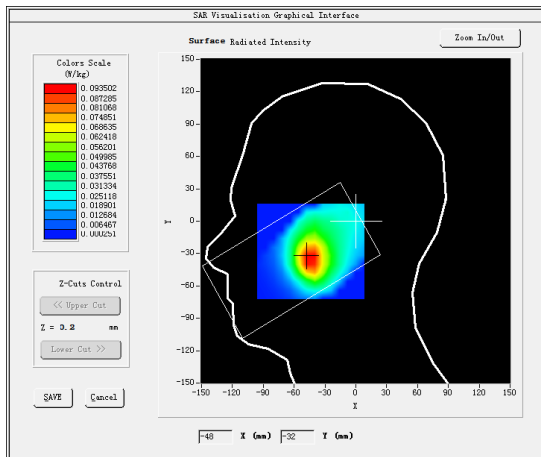 SAR Visualisation Graphical Interface
Surface Radiated Intensity
Zoom In/Out
Colors Scale
(W/kg)
0.093502
0.087285
0.081068
0.074851
0.068635
0.062418
0.056201
0.049985
0.043768
0.037551
0.031334
0.025118
0.018901
0.012684
0.006467
0.000251
Z-Cuts Control
<< Upper Cut
Z = 0.2 mm
Lower Cut >>
SAVE Cancel
150
120
90
60
30
0
-30
-60
-90
-120
-150
Y
-150 -120 -90 -60 -30 0 30 60 90 120 150
X
-48 X (mm) -32 Y (mm)